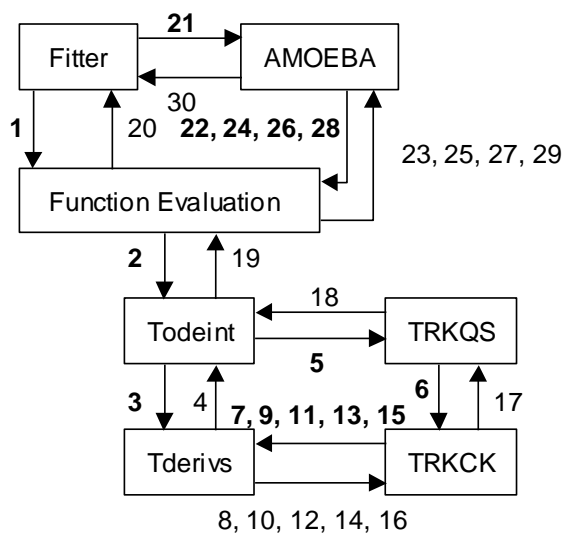 21
Fitter
AMOEBA
30
1
20
22, 24, 26, 28
23, 25, 27, 29
Function Evaluation
2
19
18
Todeint
TRKQS
5
3
4
6
17
7, 9, 11, 13, 15
Tderivs
TRKCK
8, 10, 12, 14, 16